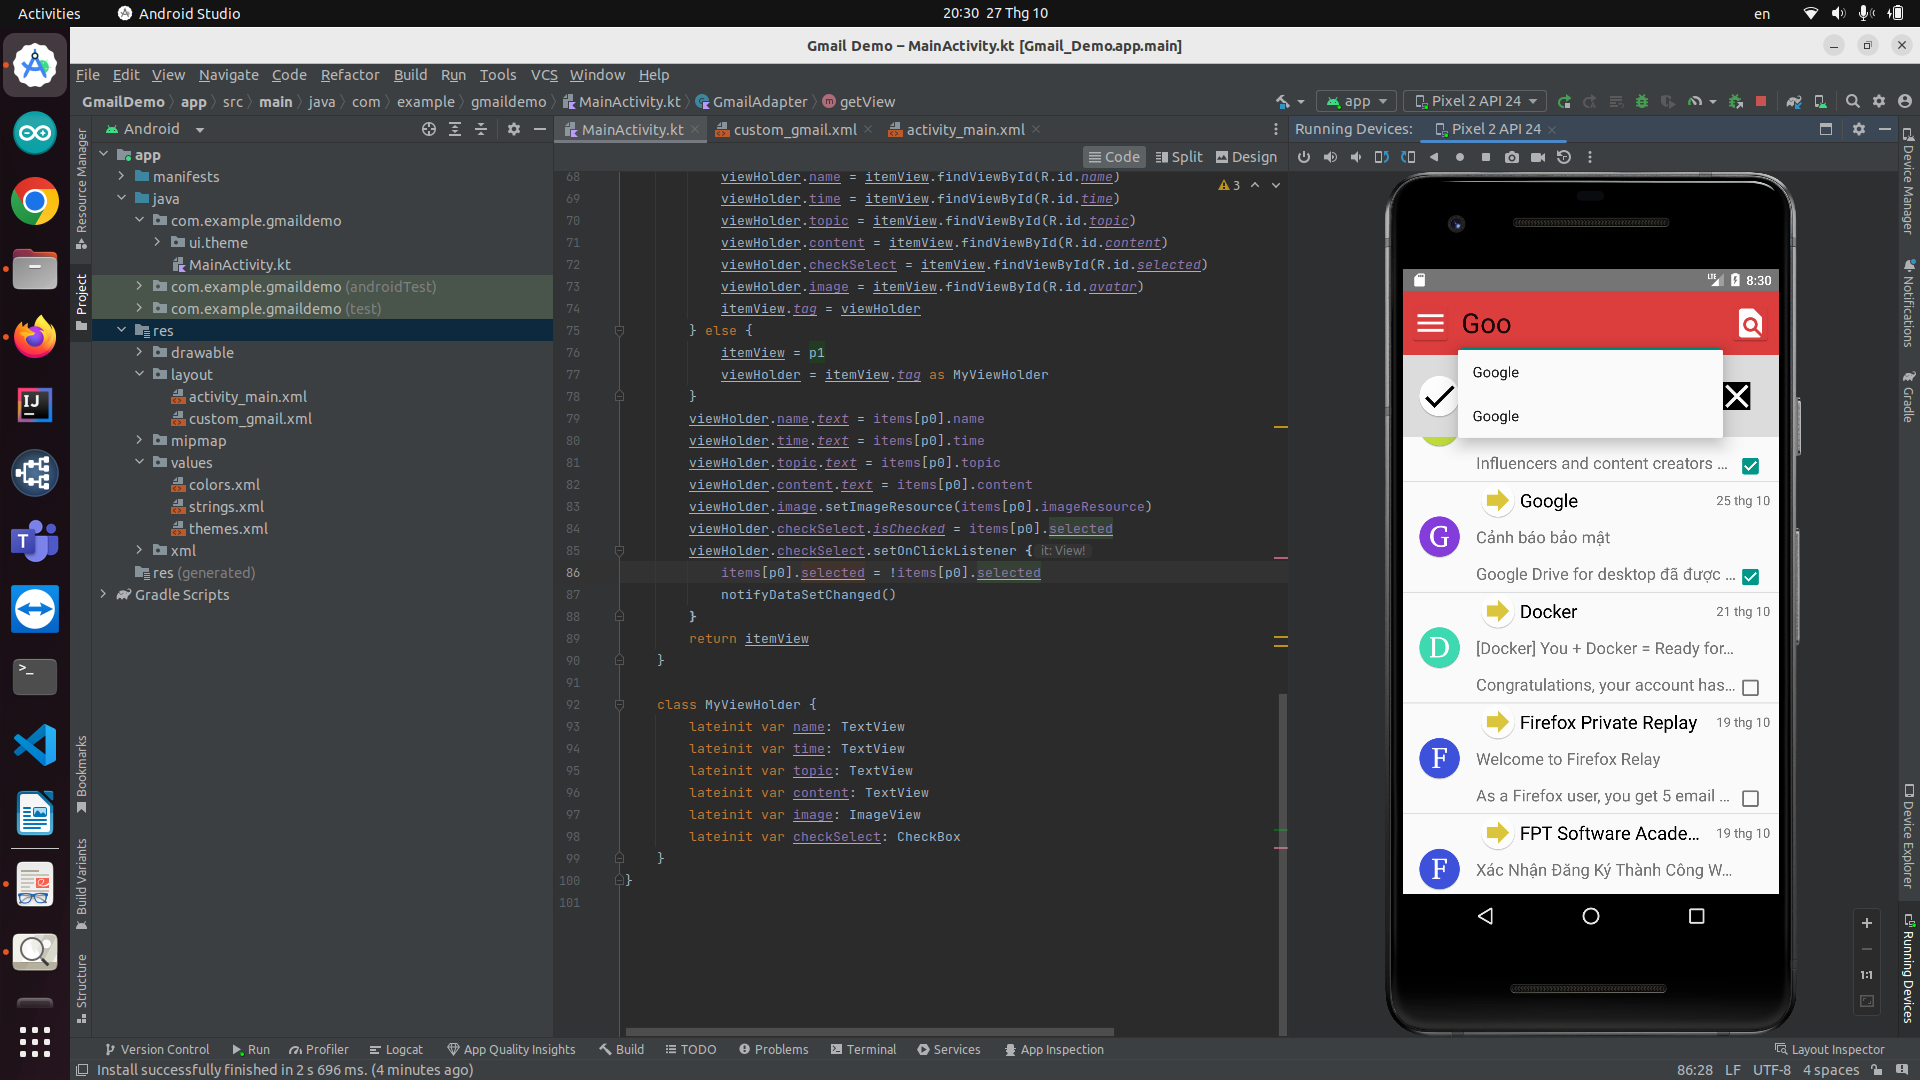 Activities
Android Studio
20:30 27 Thg 10
en
Gmail Demo – MainActivity.kt [Gmail_Demo.app.main]
File Edit View Navigate Code Refactor Build Run Tools VCS Window Help
GmailDemo app src main java com example gmaildemo MainActivity.kt GmailAdapter getView
app
Pixel 2 API 24
Android
MainActivity.kt
custom_gmail.xml
activity_main.xml
Running Devices:
Pixel 2 API 24
Code Split Design
Resource Manager
Project
Bookmarks
Build Variants
Structure
app
manifests
java
com.example.gmaildemo
ui.theme
MainActivity.kt
com.example.gmaildemo (androidTest)
com.example.gmaildemo (test)
res
drawable
layout
activity_main.xml
custom_gmail.xml
mipmap
values
colors.xml
strings.xml
themes.xml
xml
res (generated)
Gradle Scripts
3
68 viewHolder.name = itemView.findViewById(R.id.name)
69 viewHolder.time = itemView.findViewById(R.id.time)
70 viewHolder.topic = itemView.findViewById(R.id.topic)
71 viewHolder.content = itemView.findViewById(R.id.content)
72 viewHolder.checkSelect = itemView.findViewById(R.id.selected)
73 viewHolder.image = itemView.findViewById(R.id.avatar)
74 itemView.tag = viewHolder
75 } else {
76 itemView = p1
77 viewHolder = itemView.tag as MyViewHolder
78 }
79 viewHolder.name.text = items[p0].name
80 viewHolder.time.text = items[p0].time
81 viewHolder.topic.text = items[p0].topic
82 viewHolder.content.text = items[p0].content
83 viewHolder.image.setImageResource(items[p0].imageResource)
84 viewHolder.checkSelect.isChecked = items[p0].selected
85 viewHolder.checkSelect.setOnClickListener { it: View!
86 items[p0].selected = !items[p0].selected
87 notifyDataSetChanged()
88 }
89 return itemView
90 }
91
92 class MyViewHolder {
93 lateinit var name: TextView
94 lateinit var time: TextView
95 lateinit var topic: TextView
96 lateinit var content: TextView
97 lateinit var image: ImageView
98 lateinit var checkSelect: CheckBox
99 }
100 }
101
LTE 8:30
Goo
Google
Google
Influencers and content creators ...
Google 25 thg 10
G
Cảnh báo bảo mật
Google Drive for desktop đã được ...
Docker 21 thg 10
D
[Docker] You + Docker = Ready for...
Congratulations, your account has...
Firefox Private Replay 19 thg 10
F
Welcome to Firefox Relay
As a Firefox user, you get 5 email ...
FPT Software Acade... 19 thg 10
F
Xác Nhận Đăng Ký Thành Công W...
1:1
Device Manager
Notifications
Gradle
Device Explorer
Running Devices
Version Control Run Profiler Logcat App Quality Insights Build TODO Problems Terminal Services App Inspection Layout Inspector
Install successfully finished in 2 s 696 ms. (4 minutes ago)
86:28 LF UTF-8 4 spaces